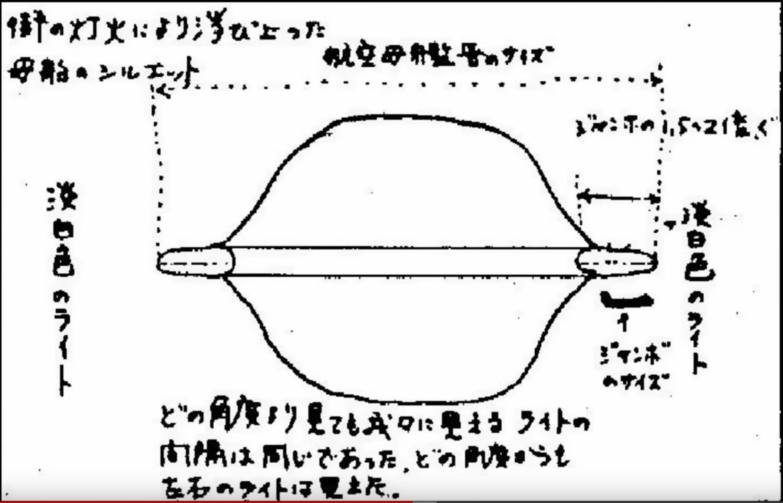 街の灯火により浮び上った
母船のシルエット
航空母艦監督のサイズ
ジャンボの1.5〜2倍ぐ
淡白色のライト
淡白色のライト
ジャンボ
のサイズ
どの角度より見ても我々に見えるライトの
間隔は同じであった、どの角度からも
左右のライトは見えた。